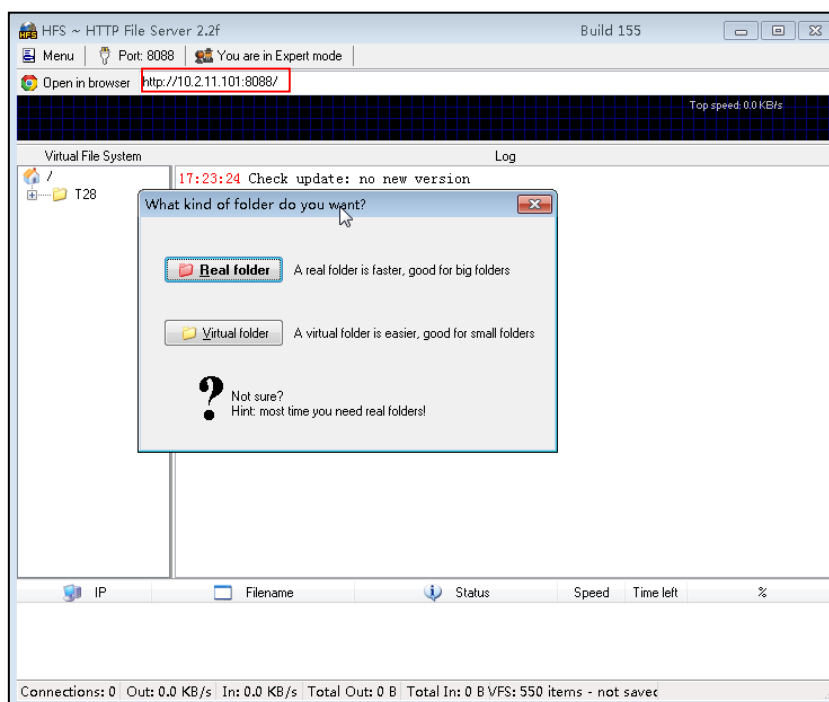 HFS ~ HTTP File Server 2.2f Build 155
Menu Port: 8088 You are in Expert mode
Open in browser http://10.2.11.101:8088/
Top speed: 0.0 KB/s
Virtual File System Log
/
T28
17:23:24 Check update: no new version
What kind of folder do you want?
Real folder A real folder is faster, good for big folders
Virtual folder A virtual folder is easier, good for small folders
? Not sure?
Hint: most time you need real folders!
IP Filename Status Speed Time left %
Connections: 0 Out: 0.0 KB/s In: 0.0 KB/s Total Out: 0 B Total In: 0 B VFS: 550 items - not saved